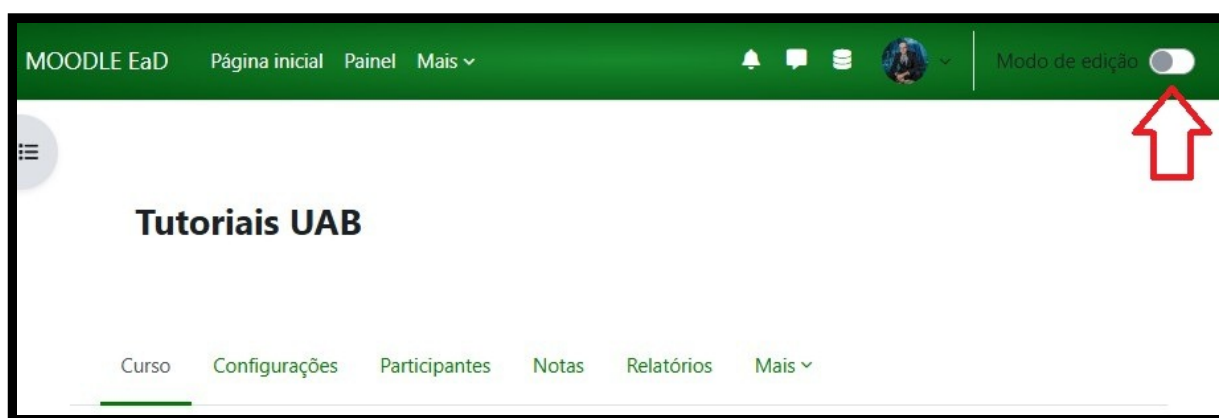 MOODLE EaD Página inicial Painel Mais Modo de edição
Tutoriais UAB
Curso Configurações Participantes Notas Relatórios Mais